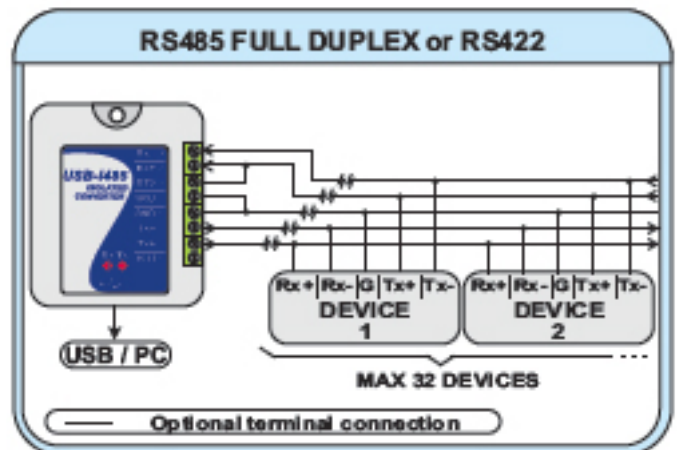 RS485 FULL DUPLEX or RS422
USB-I485
ISOLATED
CONVERTER
Rx+|Rx-|G|Tx+|Tx-
DEVICE
1
Rx+|Rx-|G|Tx+|Tx-
DEVICE
2
USB / PC
MAX 32 DEVICES
Optional terminal connection